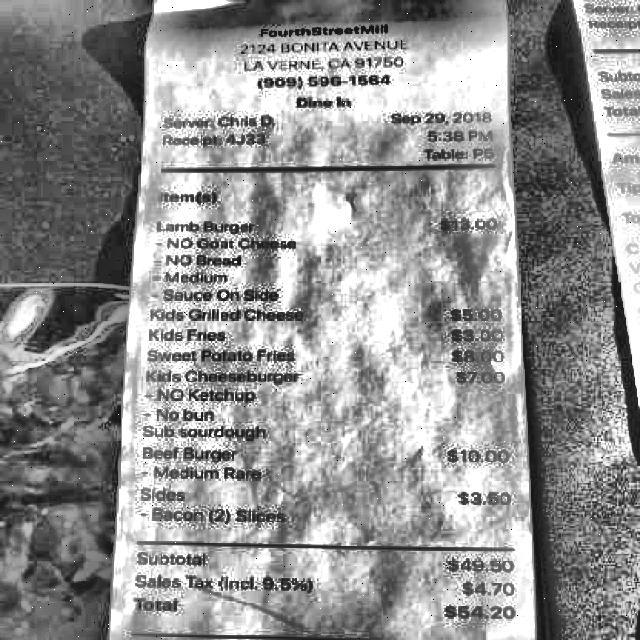 FourthStreetMill
2124 BONITA AVENUE
LA VERNE, CA 91750
(909)
Dine In
Server: Chris D. Sep 29, 2018
Receipt: 4J33 5:38 PM
Table:
Item(s)
Lamb Burger $13.00
- NO Goat Cheese
- NO Bread
- Medium
- Sauce On Side
Kids Grilled Cheese $5.00
Kids Fries $3.00
Sweet Potato Fries $8.00
Kids Cheeseburger $7.00
- NO Ketchup
- No bun
Sub sourdough
Beef Burger $10.00
- Medium Rare
Sides $3.50
- Bacon (2) Slices
Subtotal $49.50
Sales Tax (incl. 9.5%) $4.70
Total $54.20
Subto
Sales
Total